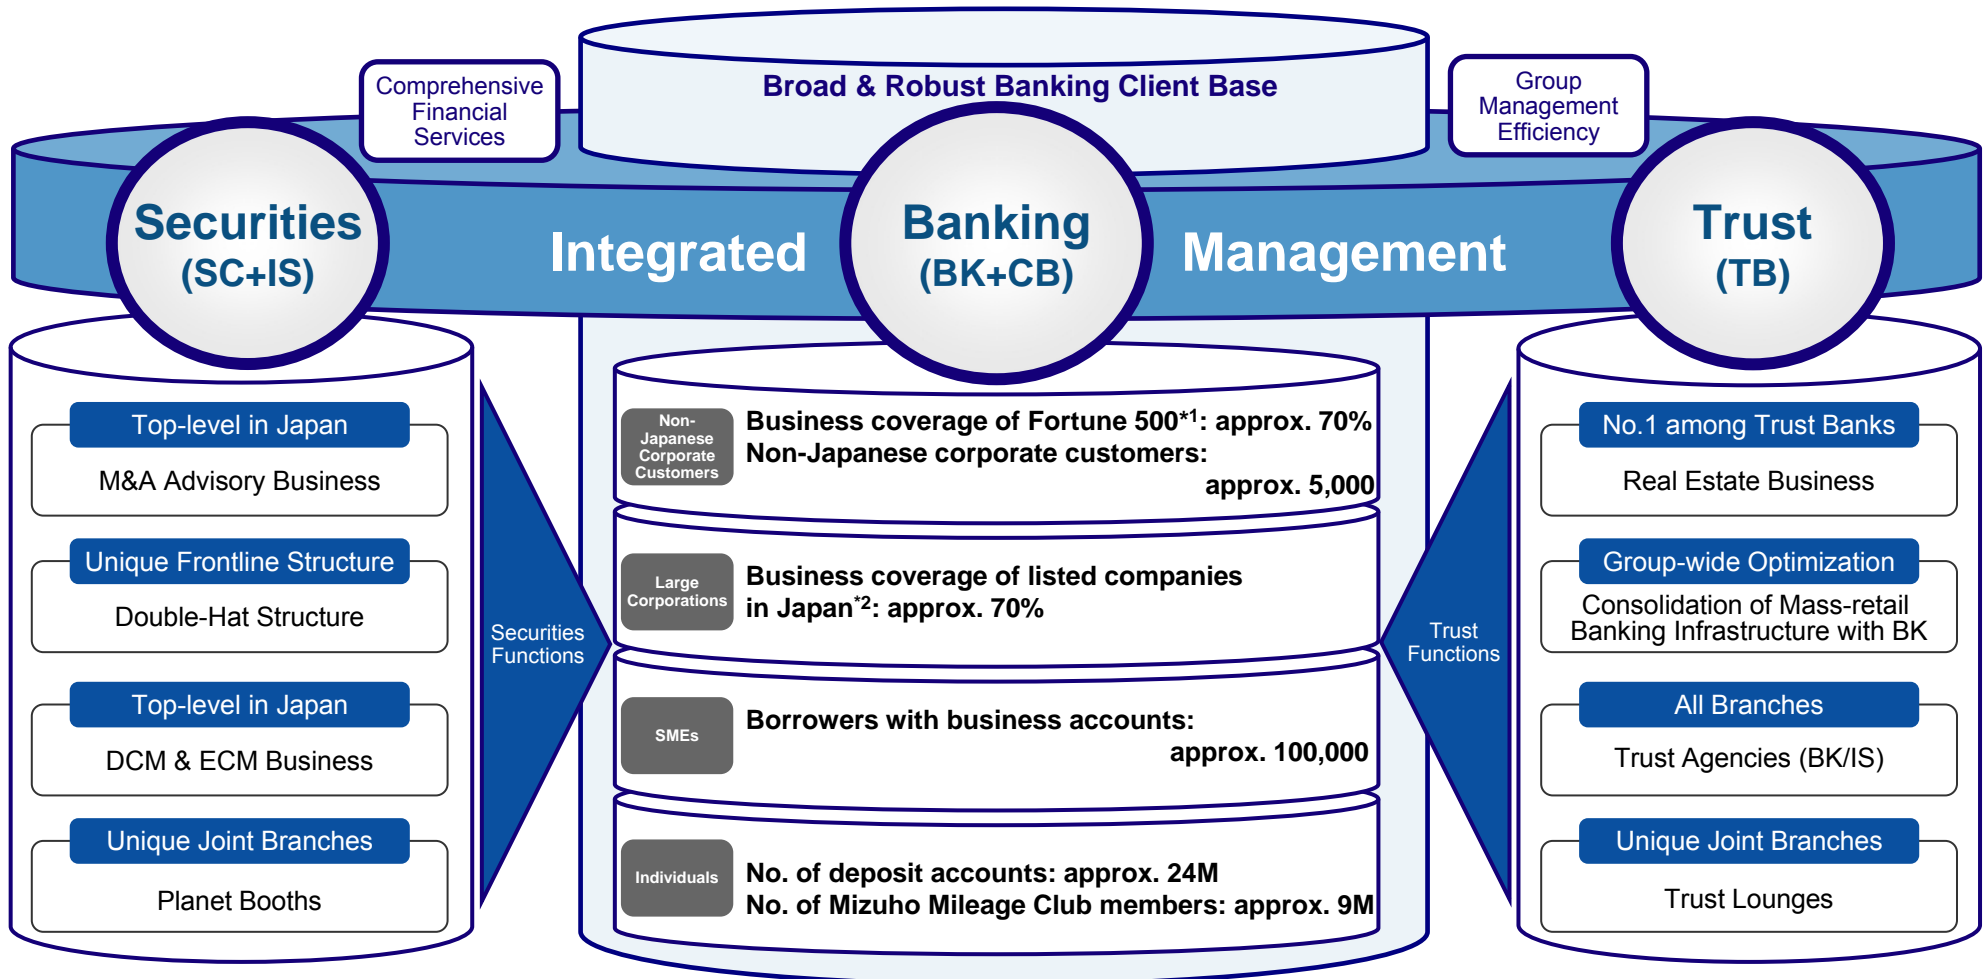 Broad & Robust Banking Client Base
Comprehensive
Financial
Services
Group
Management
Efficiency
Securities
(SC+IS)
Integrated
Banking
(BK+CB)
Management
Trust
(TB)
Top-level in Japan
M&A Advisory Business
Unique Frontline Structure
Double-Hat Structure
Top-level in Japan
DCM & ECM Business
Unique Joint Branches
Planet Booths
Securities
Functions
Non-
Japanese
Corporate
Customers
Business coverage of Fortune 500*1: approx. 70%
Non-Japanese corporate customers:
approx. 5,000
Large
Corporations
Business coverage of listed companies
in Japan*2: approx. 70%
SMEs
Borrowers with business accounts:
approx. 100,000
Individuals
No. of deposit accounts: approx. 24M
No. of Mizuho Mileage Club members: approx. 9M
Trust
Functions
No.1 among Trust Banks
Real Estate Business
Group-wide Optimization
Consolidation of Mass-retail
Banking Infrastructure with BK
All Branches
Trust Agencies (BK/IS)
Unique Joint Branches
Trust Lounges